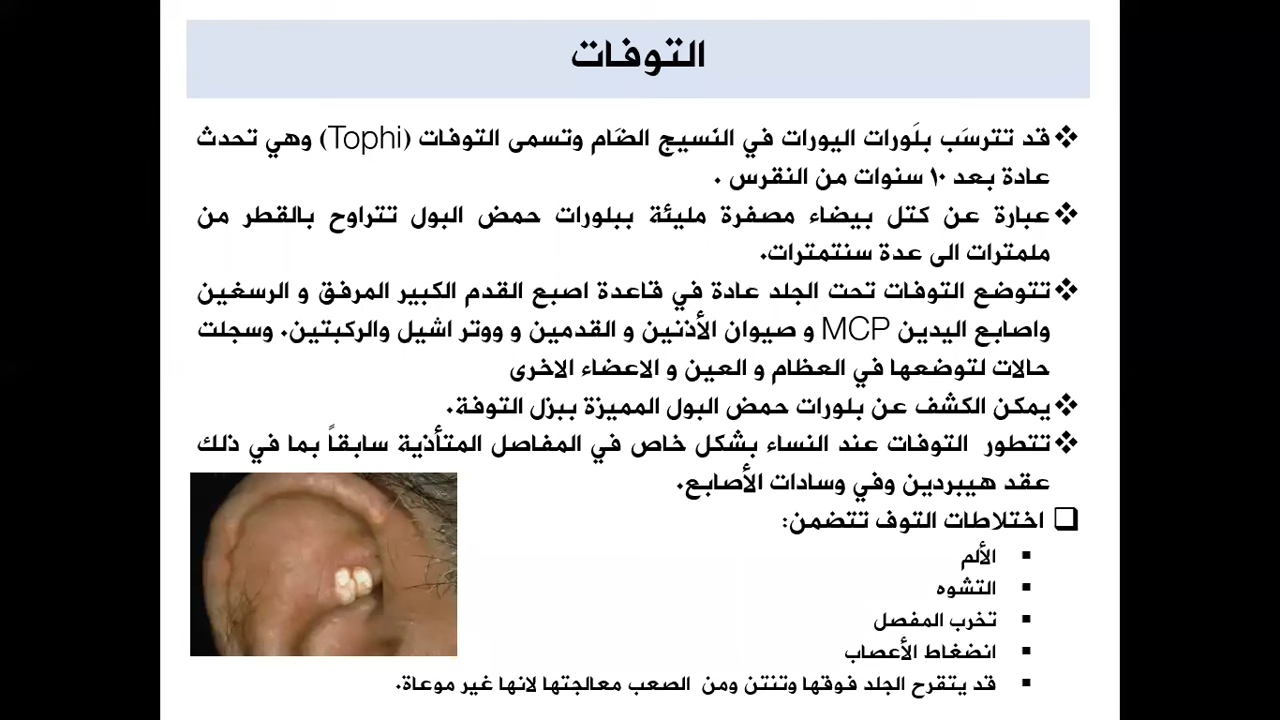 التوفات
❖ قد تترسَب بلَورات اليورات في النَسيج الضَام وتسمى التوفات (Tophi) وهي تحدث
عادة بعد ١٠ سنوات من النقرس .
❖ عبارة عن كتل بيضاء مصفرة مليئة ببلورات حمض البول تتراوح بالقطر من
ملمترات الى عدة سنتمترات.
❖ تتوضع التوفات تحت الجلد عادة في قاعدة اصبع القدم الكبير المرفق و الرسغين
واصابع اليدين MCP و صيوان الأذنين و القدمين و ووتر اشيل والركبتين. وسجلت
حالات لتوضعها في العظام و العين و الاعضاء الاخرى
❖ يمكن الكشف عن بلورات حمض البول المميزة ببزل التوفة.
❖ تتطور التوفات عند النساء بشكل خاص في المفاصل المتأذية سابقاً بما في ذلك
عقد هيبردين وفي وسادات الأصابع.
❑ اختلاطات التوف تتضمن:
▪ الألم
▪ التشوه
▪ تخرب المفصل
▪ انضغاط الأعصاب
▪ قد يتقرح الجلد فوقها وتنتن ومن الصعب معالجتها لانها غير موعاة.